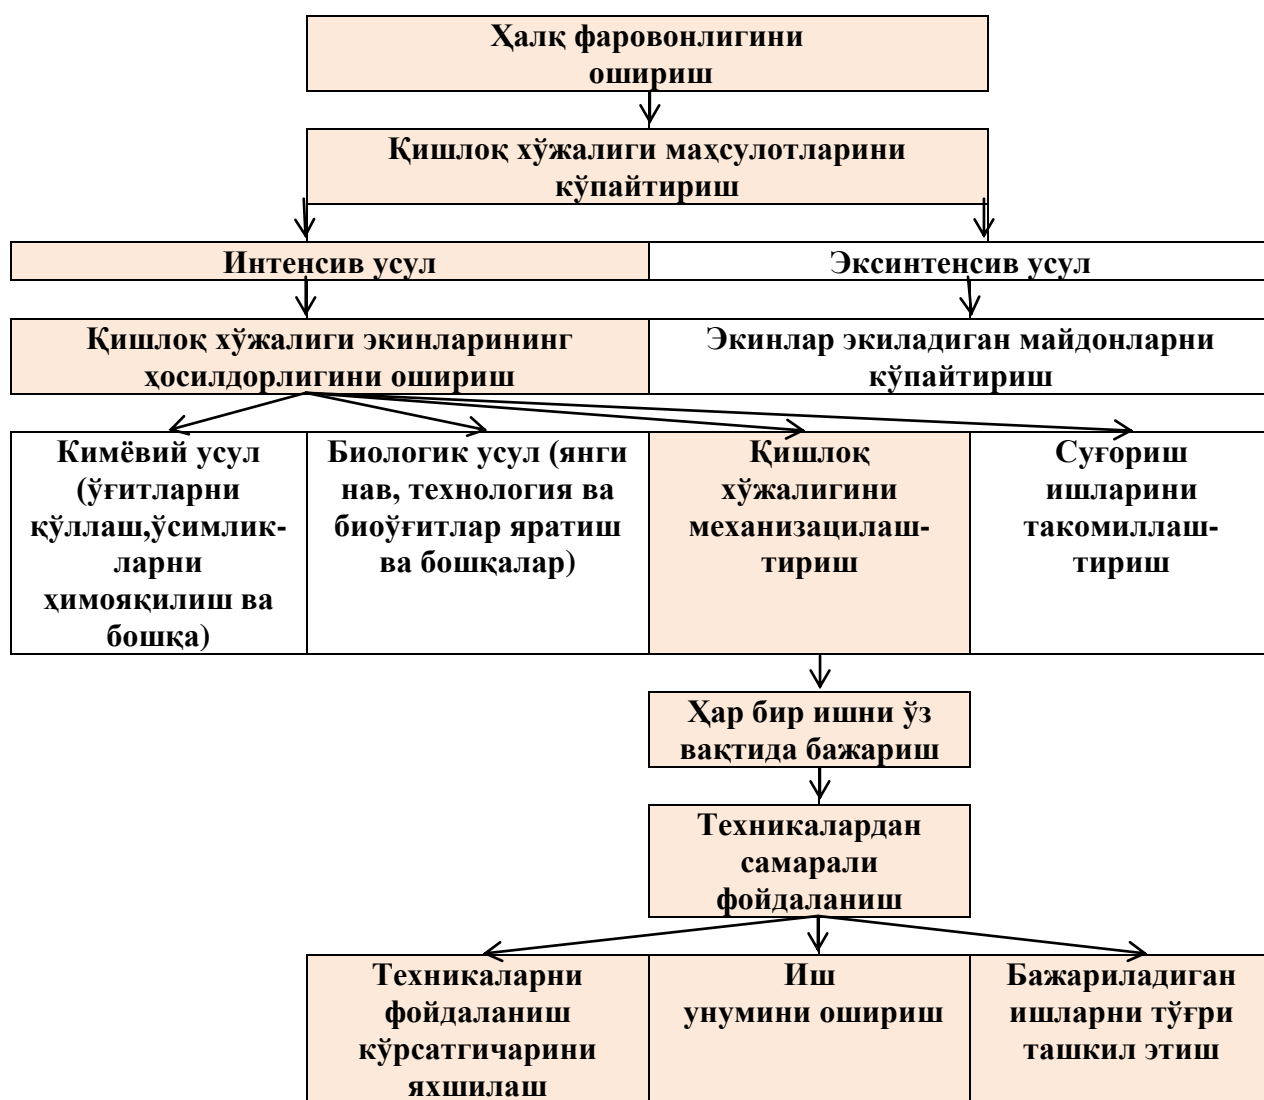 Ҳалқ фаровонлигини
ошириш
Қишлоқ хўжалиги маҳсулотларини
кўпайтириш
Интенсив усул
Эксинтенсив усул
Қишлоқ хўжалиги экинларининг
ҳосилдорлигини ошириш
Экинлар экиладиган майдонларни
кўпайтириш
Кимёвий усул
(ўғитларни
қўллаш,ўсимлик-
ларни
ҳимояқилиш ва
бошқа)
Биологик усул (янги
нав, технология ва
биоўғитлар яратиш
ва бошқалар)
Қишлоқ
хўжалигини
механизацилаш-
тириш
Суғориш
ишларини
такомиллаш-
тириш
Ҳар бир ишни ўз
вақтида бажариш
Техникалардан
самарали
фойдаланиш
Техникаларни
фойдаланиш
кўрсатгичарини
яхшилаш
Иш
унумини ошириш
Бажариладиган
ишларни тўғри
ташкил этиш